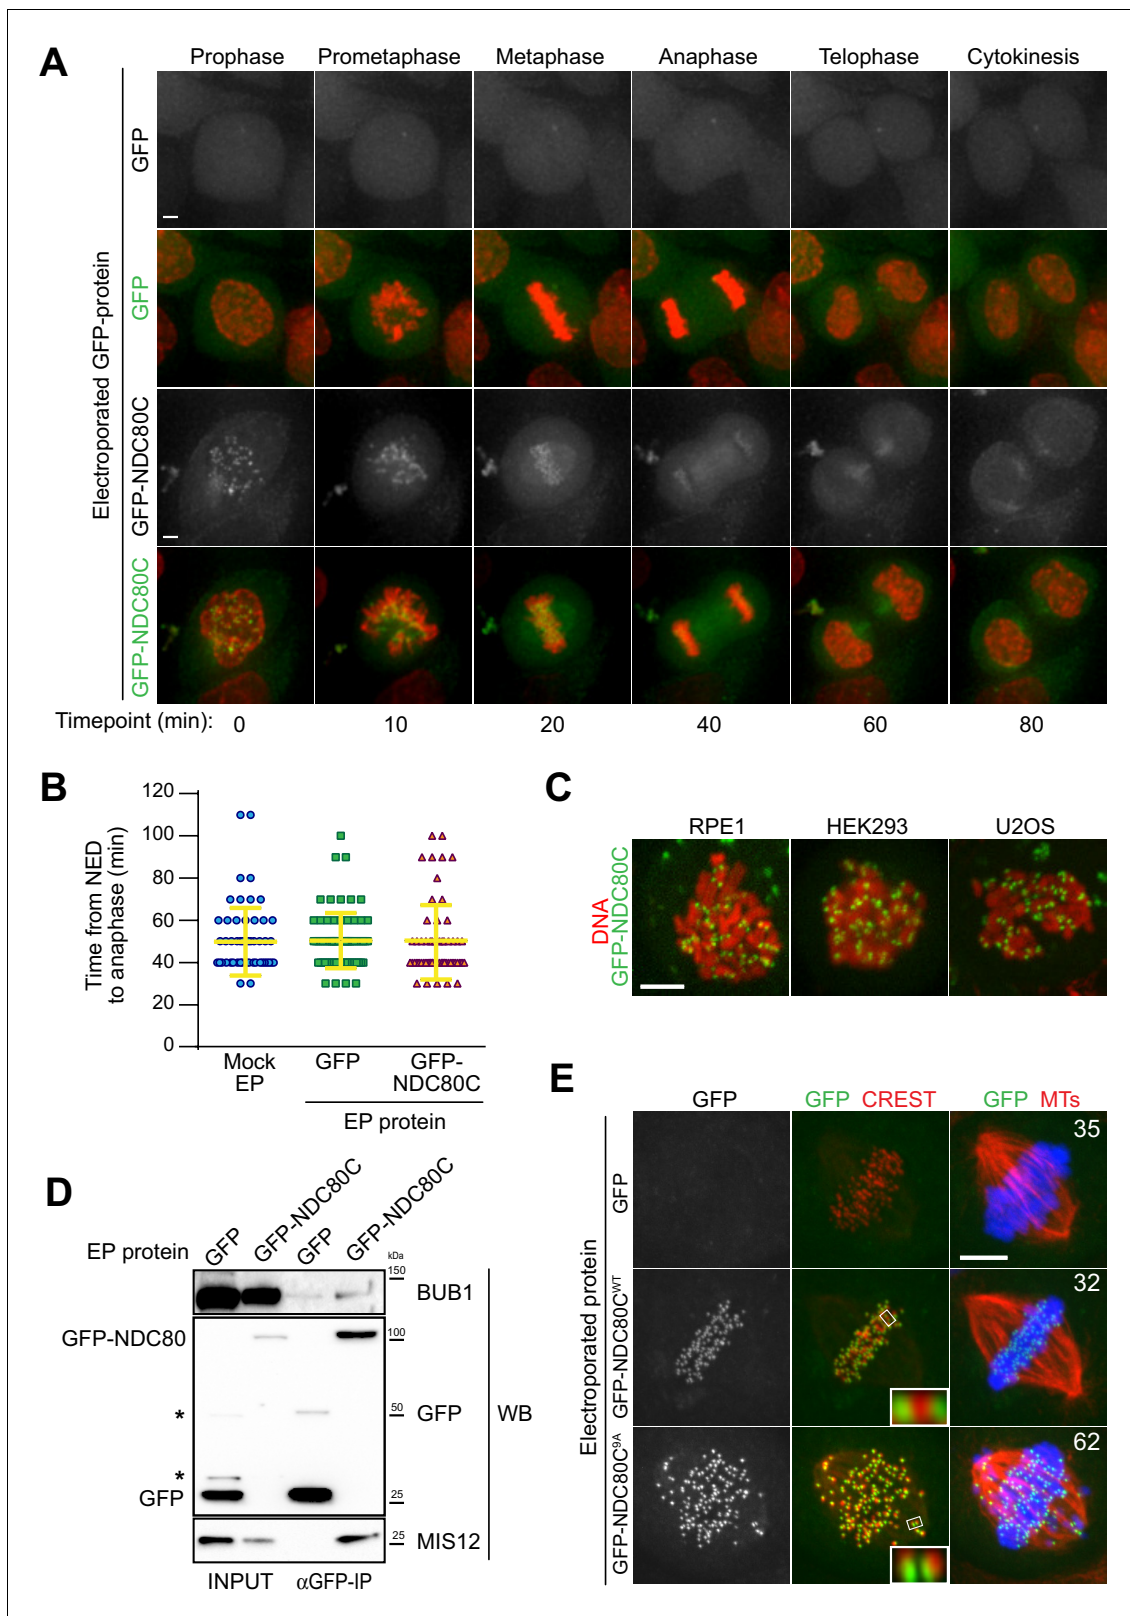 A
Prophase Prometaphase Metaphase Anaphase Telophase Cytokinesis
Electroporated GFP-protein
GFP
GFP
GFP-NDC80C
GFP-NDC80C
Timepoint (min): 0 10 20 40 60 80
B
Time from NED
to anaphase (min)
120
100
80
60
40
20
0
Mock
EP
GFP
GFP-
NDC80C
EP protein
C
RPE1 HEK293 U2OS
DNA
GFP-NDC80C
D
EP protein GFP GFP-NDC80C GFP GFP-NDC80C
kDa
150
BUB1
GFP-NDC80
100
* 50 GFP
*
GFP 25
25 MIS12
WB
INPUT αGFP-IP
E
GFP GFP CREST GFP MTs
Electroporated protein
GFP
35
GFP-NDC80C^WT
32
GFP-NDC80C^9A
62